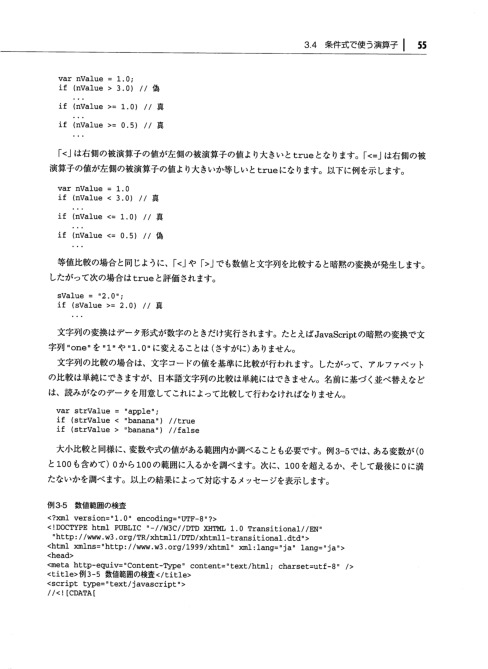 3.4 条件式で使う演算子 | 55
var nValue = 1.0;
if (nValue > 3.0) // 偽
...
if (nValue >= 1.0) // 真
...
if (nValue >= 0.5) // 真
...
「<」は右側の被演算子の値が左側の被演算子の値より大きいとtrueとなります。「<=」は右側の被
演算子の値が左側の被演算子の値より大きいか等しいとtrueになります。以下に例を示します。
var nValue = 1.0
if (nValue < 3.0) // 真
...
if (nValue <= 1.0) // 真
...
if (nValue <= 0.5) // 偽
...
等値比較の場合と同じように、「<」や「>」でも数値と文字列を比較すると暗黙の変換が発生します。
したがって次の場合はtrueと評価されます。
sValue = "2.0";
if (sValue >= 2.0) // 真
...
文字列の変換はデータ形式が数字のときだけ実行されます。たとえばJavaScriptの暗黙の変換で文
字列"one"を"1"や"1.0"に変えることは(さすがに)ありません。
文字列の比較の場合は、文字コードの値を基準に比較が行われます。したがって、アルファベット
の比較は単純にできますが、日本語文字列の比較は単純にはできません。名前に基づく並べ替えなど
は、読みがなのデータを用意してこれによって比較して行わなければなりません。
var strValue = "apple";
if (strValue < "banana") //true
if (strValue > "banana") //false
大小比較と同様に、変数や式の値がある範囲内か調べることも必要です。例3-5では、ある変数が(0
と100も含めて)0から100の範囲に入るかを調べます。次に、100を超えるか、そして最後に0に満
たないかを調べます。以上の結果によって対応するメッセージを表示します。
例3-5 数値範囲の検査
<?xml version="1.0" encoding="UTF-8"?>
<!DOCTYPE html PUBLIC "-//W3C//DTD XHTML 1.0 Transitional//EN"
"http://www.w3.org/TR/xhtml1/DTD/xhtml1-transitional.dtd">
<html xmlns="http://www.w3.org/1999/xhtml" xml:lang="ja" lang="ja">
<head>
<meta http-equiv="Content-Type" content="text/html; charset=utf-8" />
<title>例3-5 数値範囲の検査</title>
<script type="text/javascript">
//<![CDATA[